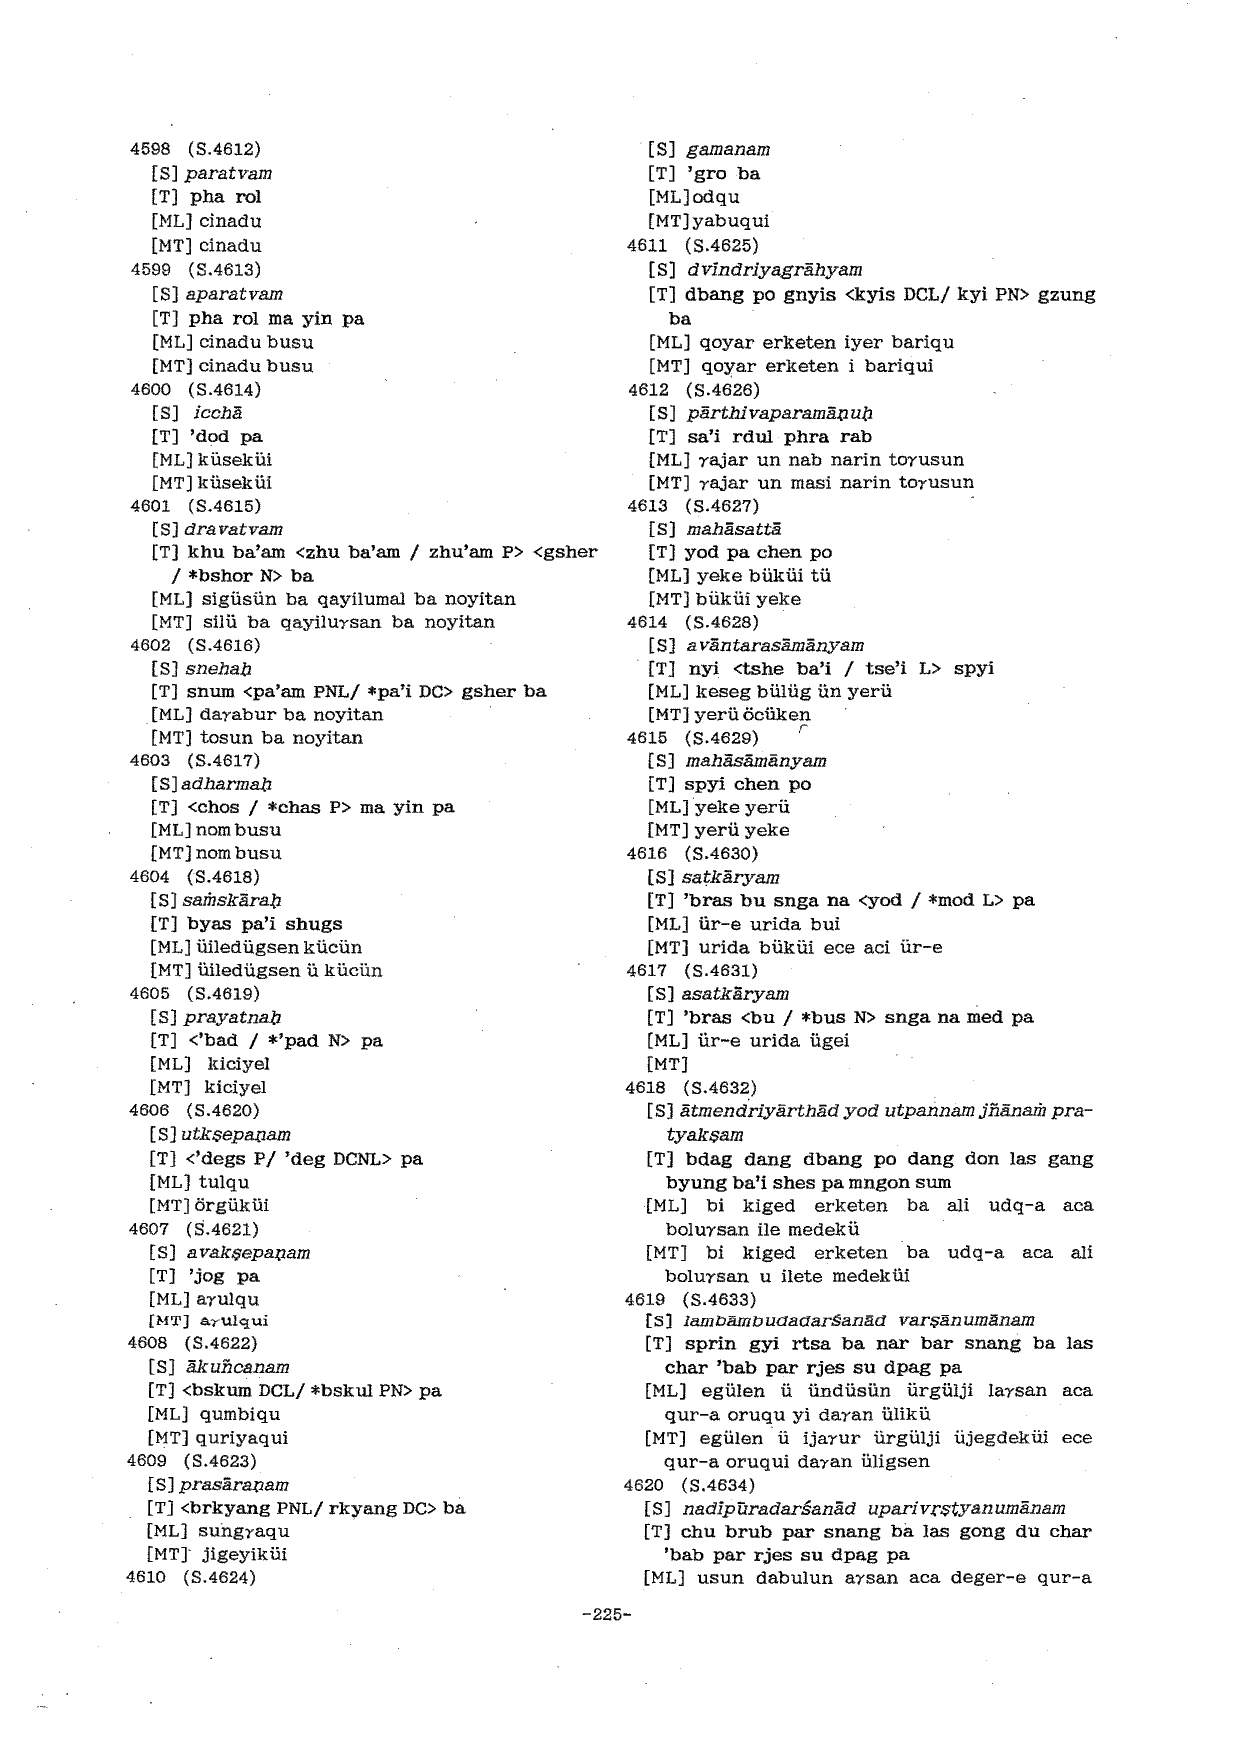 4598 (S.4612)
[S] paratvam
[T] pha rol
[ML] cinadu
[MT] cinadu
4599 (S.4613)
[S] aparatvam
[T] pha rol ma yin pa
[ML] cinadu busu
[MT] cinadu busu
4600 (S.4614)
[S] icchā
[T] 'dod pa
[ML] küseküi
[MT] küseküi
4601 (S.4615)
[S] dravatvam
[T] khu ba'am <zhu ba'am / zhu'am P> <gsher
/ *bshor N> ba
[ML] sigüsün ba qayilumal ba noyitan
[MT] silü ba qayiluγsan ba noyitan
4602 (S.4616)
[S] snehaḥ
[T] snum <pa'am PNL/ *pa'i DC> gsher ba
[ML] daγabur ba noyitan
[MT] tosun ba noyitan
4603 (S.4617)
[S] adharmaḥ
[T] <chos / *chas P> ma yin pa
[ML] nom busu
[MT] nom busu
4604 (S.4618)
[S] saṁskāraḥ
[T] byas pa'i shugs
[ML] üiledügsen kücün
[MT] üiledügsen ü kücün
4605 (S.4619)
[S] prayatnaḥ
[T] <'bad / *'pad N> pa
[ML] kiciyel
[MT] kiciyel
4606 (S.4620)
[S] utkṣepaṇam
[T] <'degs P/ 'deg DCNL> pa
[ML] tulqu
[MT] örgüküi
4607 (S.4621)
[S] avakṣepaṇam
[T] 'jog pa
[ML] aγulqu
[MT] aγulqui
4608 (S.4622)
[S] ākuñcanam
[T] <bskum DCL/ *bskul PN> pa
[ML] qumbiqu
[MT] quriyaqui
4609 (S.4623)
[S] prasāraṇam
[T] <brkyang PNL/ rkyang DC> ba
[ML] sungγaqu
[MT] jigeyiküi
4610 (S.4624)
[S] gamanam
[T] 'gro ba
[ML] odqu
[MT] yabuqui
4611 (S.4625)
[S] dvīndriyagrāhyam
[T] dbang po gnyis <kyis DCL/ kyi PN> gzung
ba
[ML] qoyar erketen iyer bariqu
[MT] qoyar erketen i bariqui
4612 (S.4626)
[S] pārthivaparamāṇuḥ
[T] sa'i rdul phra rab
[ML] γajar un nab narin toγusun
[MT] γajar un masi narin toγusun
4613 (S.4627)
[S] mahāsattā
[T] yod pa chen po
[ML] yeke büküi tü
[MT] büküi yeke
4614 (S.4628)
[S] avāntarasāmānyam
[T] nyi <tshe ba'i / tse'i L> spyi
[ML] keseg bülüg ün yerü
[MT] yerü öcüken
4615 (S.4629)
[S] mahāsāmānyam
[T] spyi chen po
[ML] yeke yerü
[MT] yerü yeke
4616 (S.4630)
[S] satkāryam
[T] 'bras bu snga na <yod / *mod L> pa
[ML] ür-e urida bui
[MT] urida büküi ece aci ür-e
4617 (S.4631)
[S] asatkāryam
[T] 'bras <bu / *bus N> snga na med pa
[ML] ür-e urida ügei
[MT]
4618 (S.4632)
[S] ātmendriyārthād yod utpannam jñānaṁ pra-
tyakṣam
[T] bdag dang dbang po dang don las gang
byung ba'i shes pa mngon sum
[ML] bi kiged erketen ba ali udq-a aca
boluγsan ile medekü
[MT] bi kiged erketen ba udq-a aca ali
boluγsan u ilete medeküi
4619 (S.4633)
[S] lambāmbudadarśanād varṣānumānam
[T] sprin gyi rtsa ba nar bar snang ba las
char 'bab par rjes su dpag pa
[ML] egülen ü ündüsün ürgülji laγsan aca
qur-a oruqu yi daγan ülikü
[MT] egülen ü ijaγur ürgülji üjegdeküi ece
qur-a oruqui daγan üligsen
4620 (S.4634)
[S] nadīpūradarśanād uparivṛṣṭyanumānam
[T] chu brub par snang ba las gong du char
'bab par rjes su dpag pa
[ML] usun dabulun aγsan aca deger-e qur-a
-225-